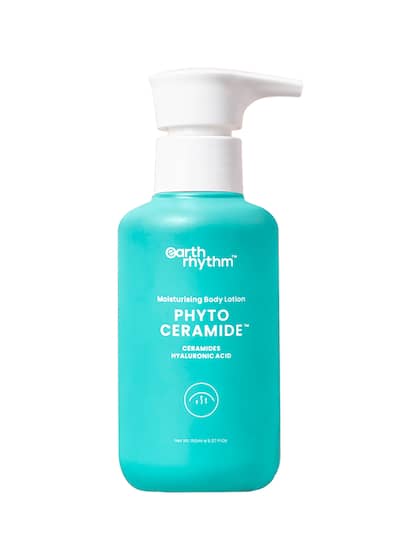 earth
rhythm™
Moisturising Body Lotion
PHYTO
CERAMIDE™
CERAMIDES
HYALURONIC ACID